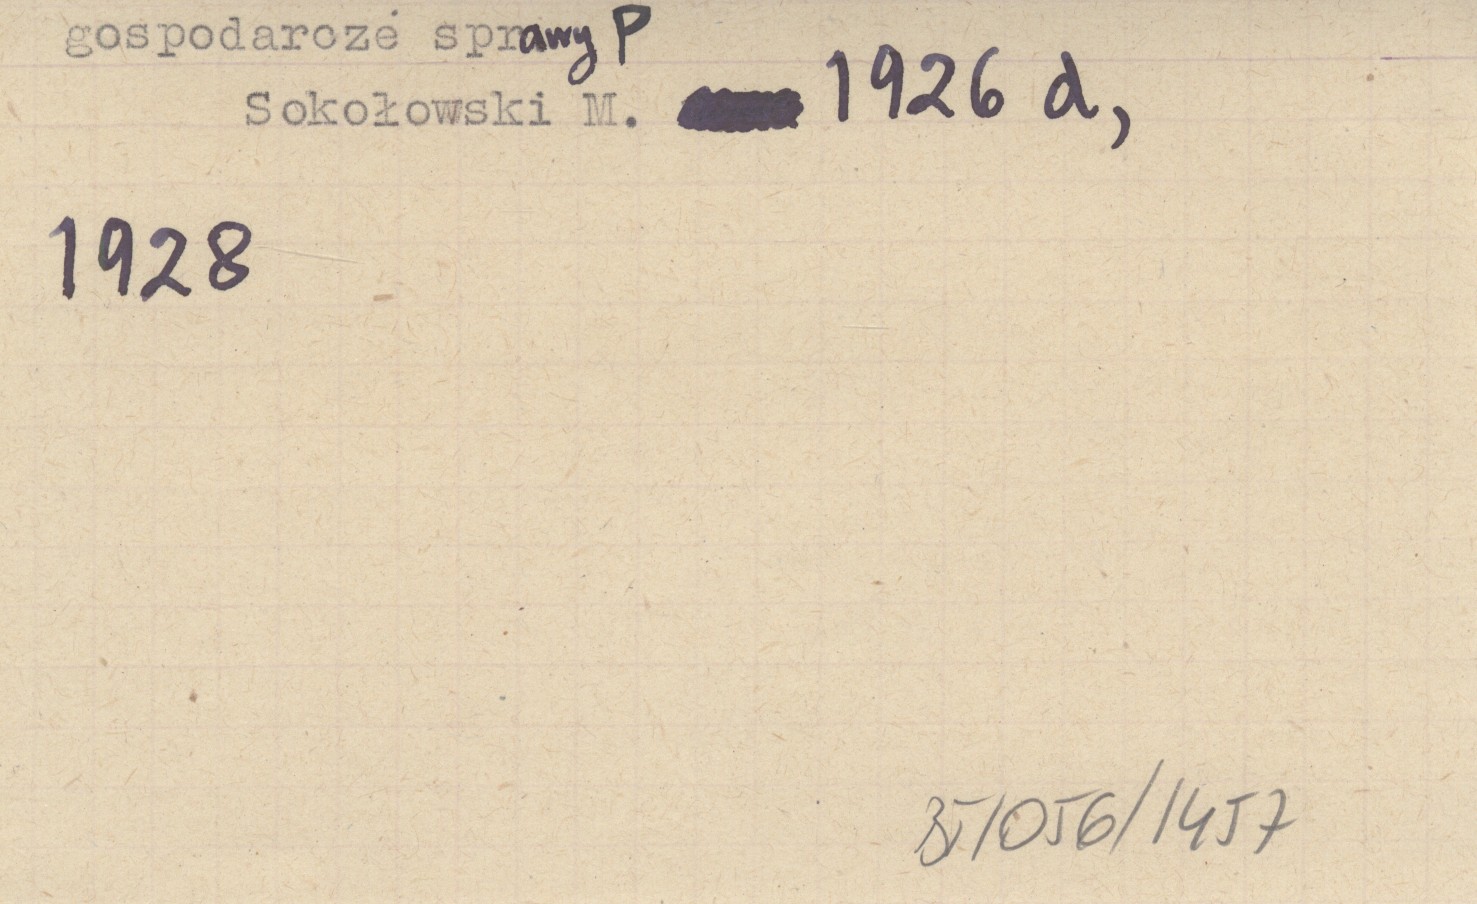 gospodarcze sprawy P
Sokołowski M. 1926 d,
1928
35/056/1457